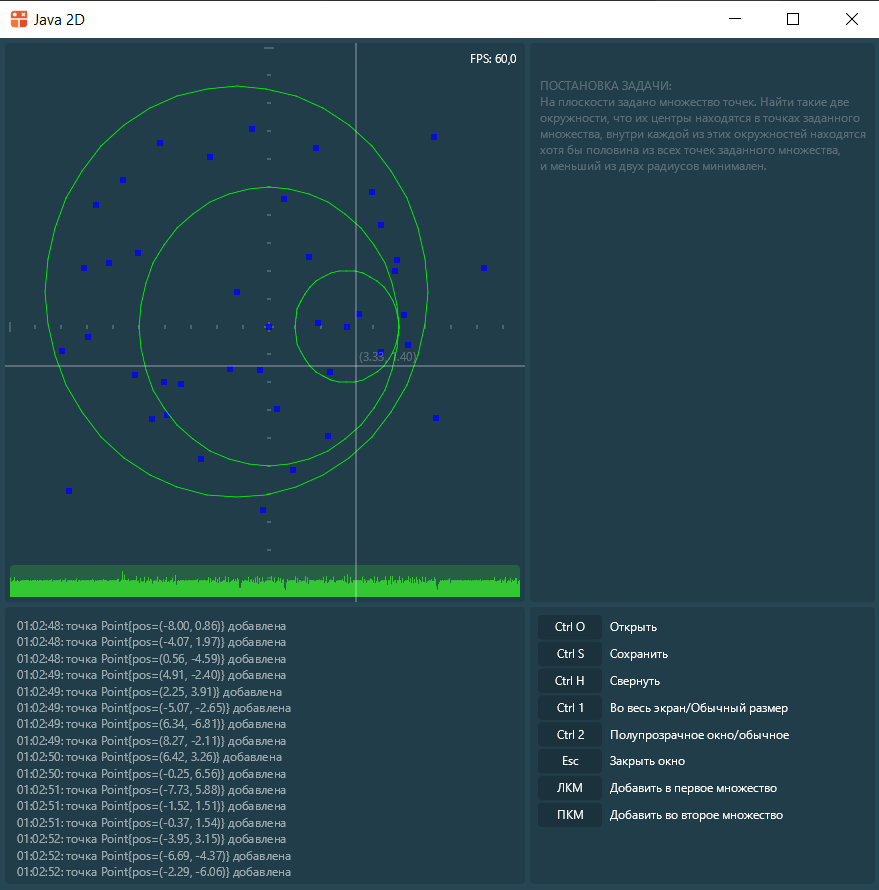 Java 2D
FPS: 60,0
ПОСТАНОВКА ЗАДАЧИ:
На плоскости задано множество точек. Найти такие две
окружности, что их центры находятся в точках заданного
множества, внутри каждой из этих окружностей находятся
хотя бы половина из всех точек заданного множества,
и меньший из двух радиусов минимален.
(3.33, 1.40)
01:02:48: точка Point{pos=(-8.00, 0.86)} добавлена
01:02:48: точка Point{pos=(-4.07, 1.97)} добавлена
01:02:48: точка Point{pos=(0.56, -4.59)} добавлена
01:02:49: точка Point{pos=(4.91, -2.40)} добавлена
01:02:49: точка Point{pos=(2.25, 3.91)} добавлена
01:02:49: точка Point{pos=(-5.07, -2.65)} добавлена
01:02:49: точка Point{pos=(6.34, -6.81)} добавлена
01:02:49: точка Point{pos=(8.27, -2.11)} добавлена
01:02:50: точка Point{pos=(6.42, 3.26)} добавлена
01:02:50: точка Point{pos=(-0.25, 6.56)} добавлена
01:02:51: точка Point{pos=(-7.73, 5.88)} добавлена
01:02:51: точка Point{pos=(-1.52, 1.51)} добавлена
01:02:51: точка Point{pos=(-0.37, 1.54)} добавлена
01:02:52: точка Point{pos=(-3.95, 3.15)} добавлена
01:02:52: точка Point{pos=(-6.69, -4.37)} добавлена
01:02:52: точка Point{pos=(-2.29, -6.06)} добавлена
Ctrl O Открыть
Ctrl S Сохранить
Ctrl H Свернуть
Ctrl 1 Во весь экран/Обычный размер
Ctrl 2 Полупрозрачное окно/обычное
Esc Закрыть окно
ЛКМ Добавить в первое множество
ПКМ Добавить во второе множество